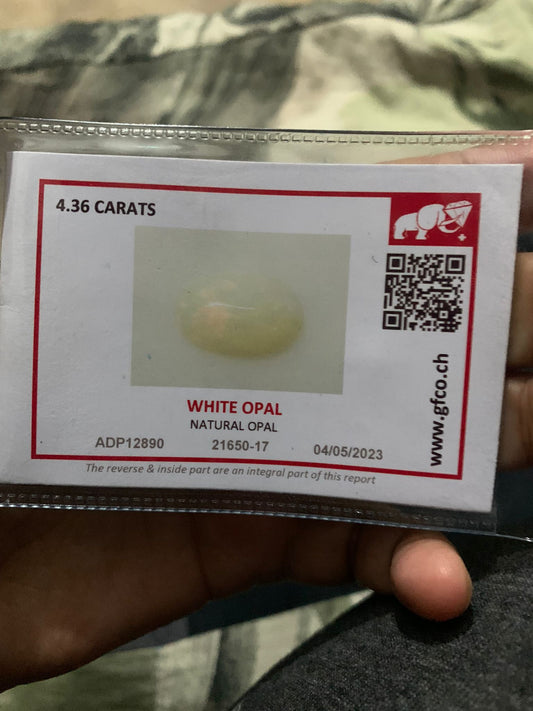 4.36 CARATS
www.gfco.ch
WHITE OPAL
NATURAL OPAL
ADP12890 21650-17 04/05/2023
The reverse & inside part are an integral part of this report